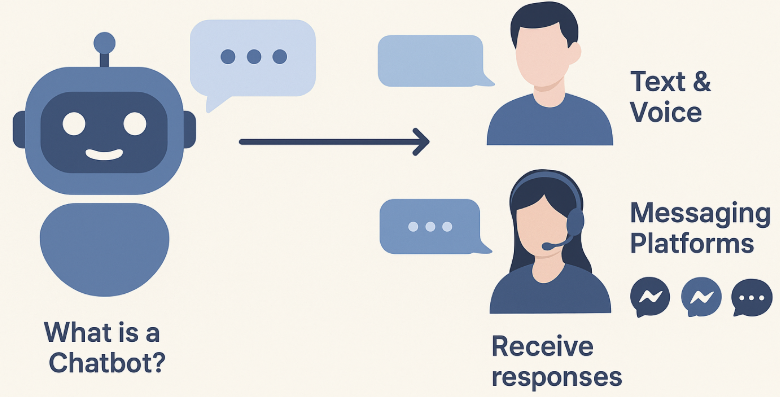 What is a
Chatbot?
Text &
Voice
Messaging
Platforms
Receive
responses